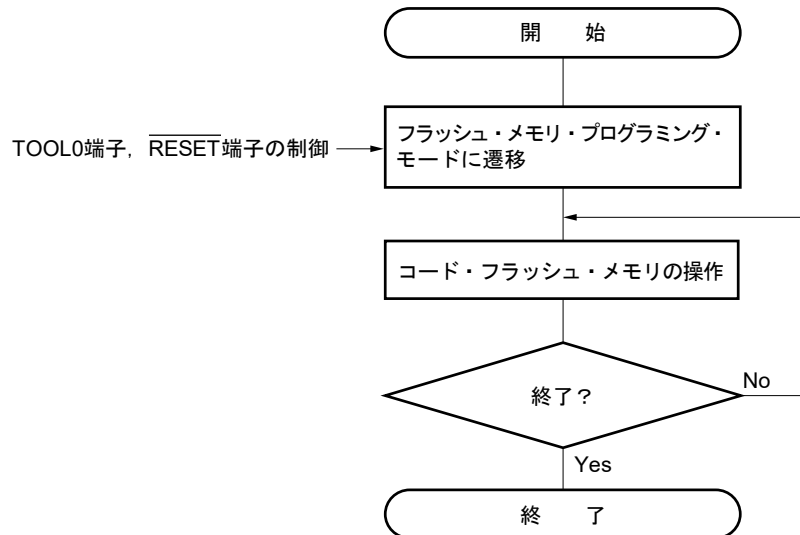 開　　始
TOOL0端子，RESET端子の制御
フラッシュ・メモリ・プログラミング・
モードに遷移
コード・フラッシュ・メモリの操作
終了？
No
Yes
終　　了